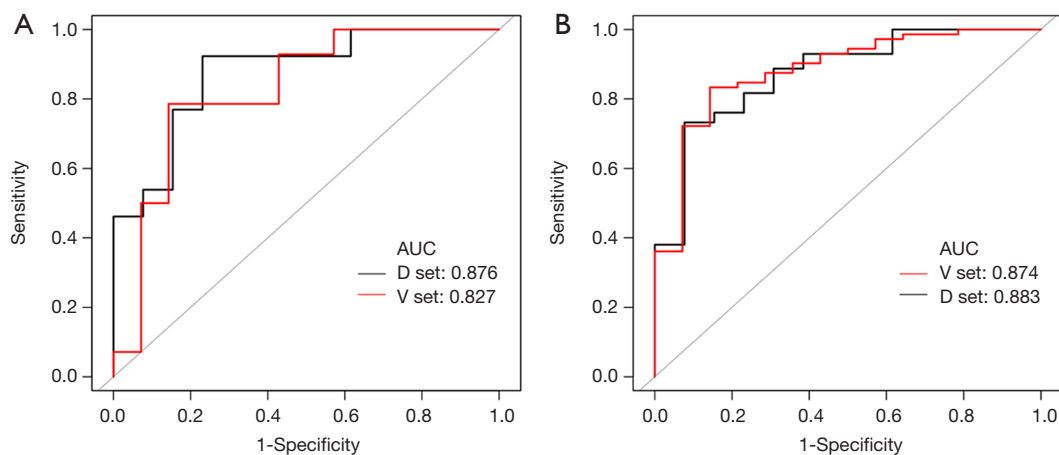 A
Sensitivity
1.0
0.8
0.6
0.4
0.2
0.0
AUC
D set: 0.876
V set: 0.827
0.0 0.2 0.4 0.6 0.8 1.0
1-Specificity
B
Sensitivity
1.0
0.8
0.6
0.4
0.2
0.0
AUC
V set: 0.874
D set: 0.883
0.0 0.2 0.4 0.6 0.8 1.0
1-Specificity